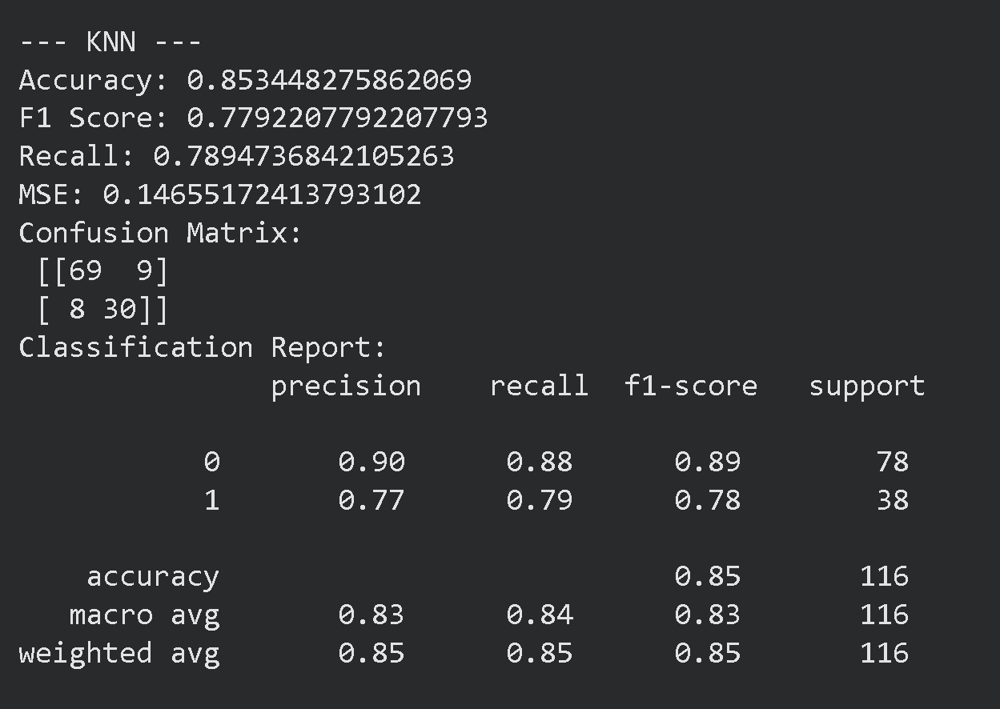 --- KNN ---
Accuracy: 0.853448275862069
F1 Score: 0.7792207792207793
Recall: 0.7894736842105263
MSE: 0.14655172413793102
Confusion Matrix:
 [[69  9]
 [ 8 30]]
Classification Report:
               precision    recall  f1-score   support

           0       0.90      0.88      0.89        78
           1       0.77      0.79      0.78        38

    accuracy                           0.85       116
   macro avg       0.83      0.84      0.83       116
weighted avg       0.85      0.85      0.85       116